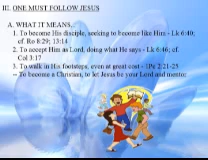 III. ONE MUST FOLLOW JESUS
A. WHAT IT MEANS,
1. To become His disciple, seeking to become like Him - Lk 6:40;
cf. Ro 8:29; 13:14
2. To accept Him as Lord, doing what He says - Lk 6:46; cf.
Col 3:17
3. To walk in His footsteps, even at great cost - 1Pe 2:21-25
-- To become a Christian, to let Jesus be your Lord and mentor